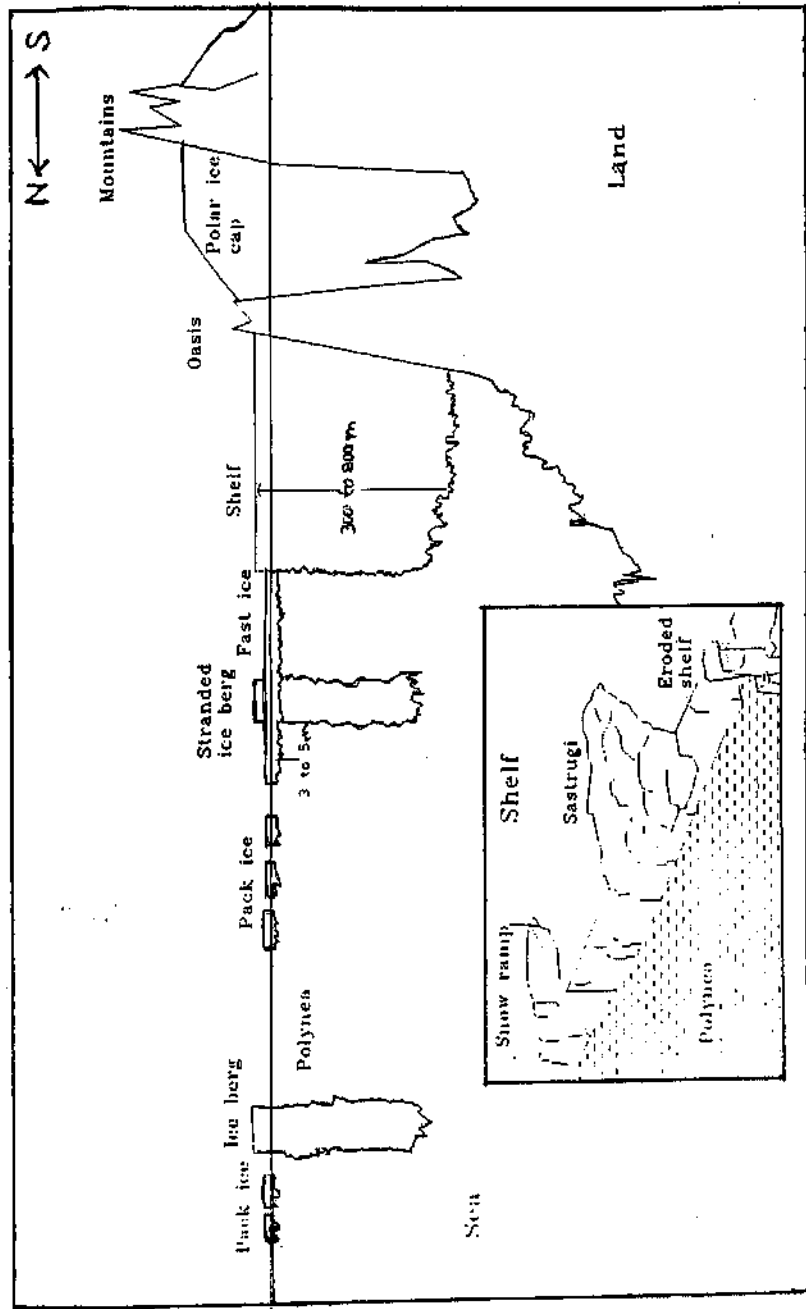 N S
Mountains
Polar ice
cap
Oasis
Shelf
300 to 800 m
Fast ice
Stranded
ice berg
3 to 5m
Pack ice
Polynea
Ice berg
Pack ice
Sea
Land
Snow ramp
Shelf
Sastrugi
Eroded
shelf
Polynea